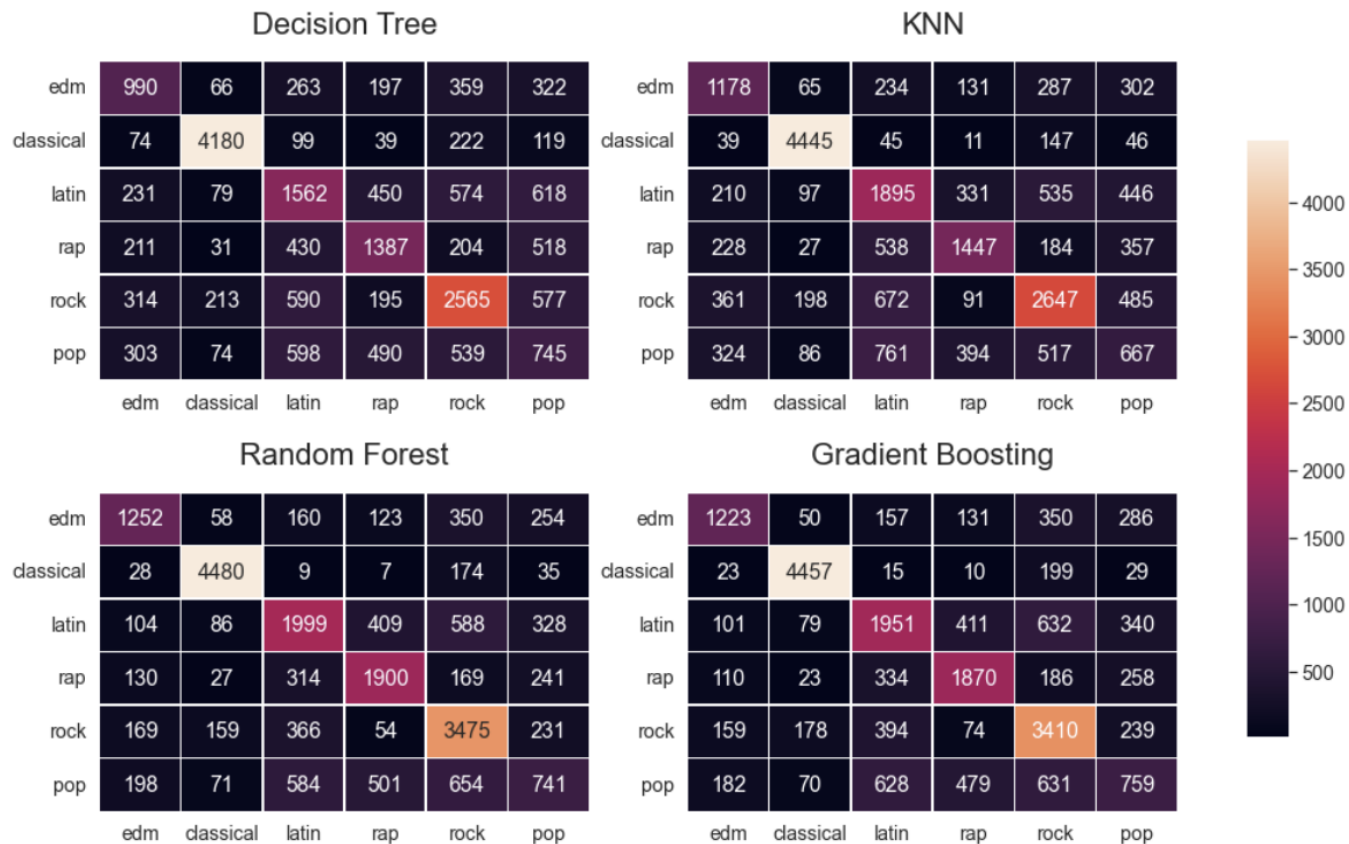 Decision Tree
edm 990 66 263 197 359 322
classical 74 4180 99 39 222 119
latin 231 79 1562 450 574 618
rap 211 31 430 1387 204 518
rock 314 213 590 195 2565 577
pop 303 74 598 490 539 745
edm classical latin rap rock pop
KNN
edm 1178 65 234 131 287 302
classical 39 4445 45 11 147 46
latin 210 97 1895 331 535 446
rap 228 27 538 1447 184 357
rock 361 198 672 91 2647 485
pop 324 86 761 394 517 667
edm classical latin rap rock pop
Random Forest
edm 1252 58 160 123 350 254
classical 28 4480 9 7 174 35
latin 104 86 1999 409 588 328
rap 130 27 314 1900 169 241
rock 169 159 366 54 3475 231
pop 198 71 584 501 654 741
edm classical latin rap rock pop
Gradient Boosting
edm 1223 50 157 131 350 286
classical 23 4457 15 10 199 29
latin 101 79 1951 411 632 340
rap 110 23 334 1870 186 258
rock 159 178 394 74 3410 239
pop 182 70 628 479 631 759
edm classical latin rap rock pop
4000
3500
3000
2500
2000
1500
1000
500